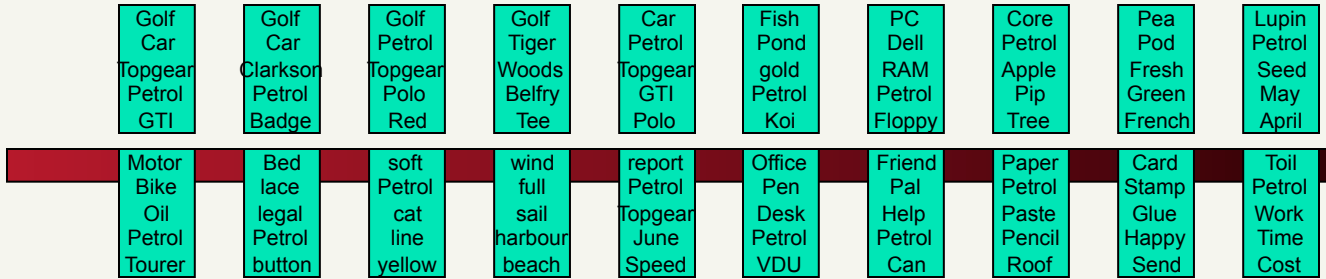 Golf
Car
Topgear
Petrol
GTI
Golf
Car
Clarkson
Petrol
Badge
Golf
Petrol
Topgear
Polo
Red
Golf
Tiger
Woods
Belfry
Tee
Car
Petrol
Topgear
GTI
Polo
Fish
Pond
gold
Petrol
Koi
PC
Dell
RAM
Petrol
Floppy
Core
Petrol
Apple
Pip
Tree
Pea
Pod
Fresh
Green
French
Lupin
Petrol
Seed
May
April
Motor
Bike
Oil
Petrol
Tourer
Bed
lace
legal
Petrol
button
soft
Petrol
cat
line
yellow
wind
full
sail
harbour
beach
report
Petrol
Topgear
June
Speed
Office
Pen
Desk
Petrol
VDU
Friend
Pal
Help
Petrol
Can
Paper
Petrol
Paste
Pencil
Roof
Card
Stamp
Glue
Happy
Send
Toil
Petrol
Work
Time
Cost